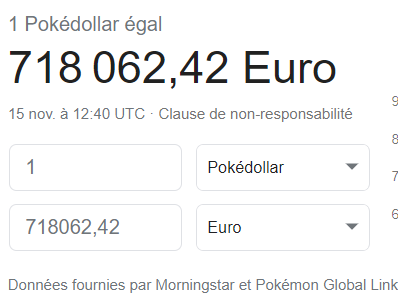 1 Pokédollar égal
718 062,42 Euro
15 nov. à 12:40 UTC · Clause de non-responsabilité
9
1 Pokédollar
8
7
718062,42 Euro
6
Données fournies par Morningstar et Pokémon Global Link